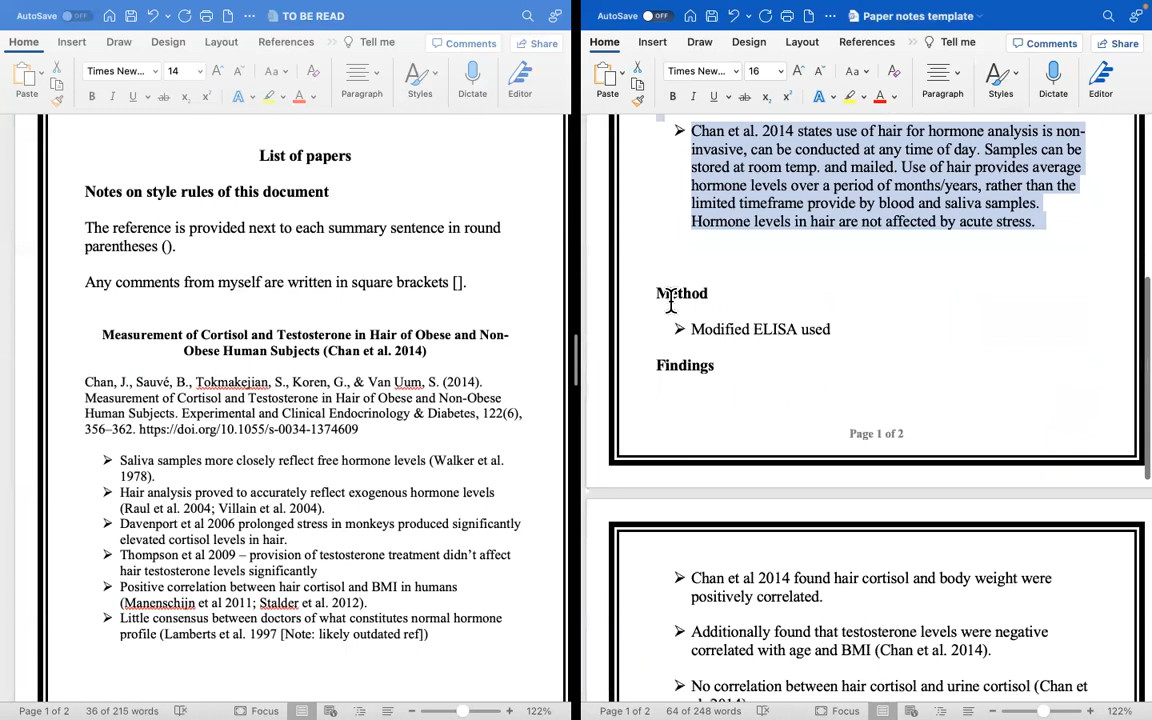 AutoSave OFF
TO BE READ
Home Insert Draw Design Layout References Tell me
Comments Share
Paste
Times New... 14
Aa
B I U ab x₂ x²
A A
Paragraph
Styles
Dictate
Editor
List of papers
Notes on style rules of this document
The reference is provided next to each summary sentence in round
parentheses ().
Any comments from myself are written in square brackets [].
Measurement of Cortisol and Testosterone in Hair of Obese and Non-
Obese Human Subjects (Chan et al. 2014)
Chan, J., Sauvé, B., Tokmakejian, S., Koren, G., & Van Uum, S. (2014).
Measurement of Cortisol and Testosterone in Hair of Obese and Non-Obese
Human Subjects. Experimental and Clinical Endocrinology & Diabetes, 122(6),
356–362. https://doi.org/10.1055/s-0034-1374609
➢ Saliva samples more closely reflect free hormone levels (Walker et al.
1978).
➢ Hair analysis proved to accurately reflect exogenous hormone levels
(Raul et al. 2004; Villain et al. 2004).
➢ Davenport et al 2006 prolonged stress in monkeys produced significantly
elevated cortisol levels in hair.
➢ Thompson et al 2009 – provision of testosterone treatment didn't affect
hair testosterone levels significantly
➢ Positive correlation between hair cortisol and BMI in humans
(Manenschijn et al 2011; Stalder et al. 2012).
➢ Little consensus between doctors of what constitutes normal hormone
profile (Lamberts et al. 1997 [Note: likely outdated ref])
Page 1 of 2 36 of 215 words Focus 122%
AutoSave OFF
Paper notes template
Home Insert Draw Design Layout References Tell me
Comments Share
Paste
Times New... 16
Aa
B I U ab x₂ x²
A A
Paragraph
Styles
Dictate
Editor
➢ Chan et al. 2014 states use of hair for hormone analysis is non-
invasive, can be conducted at any time of day. Samples can be
stored at room temp. and mailed. Use of hair provides average
hormone levels over a period of months/years, rather than the
limited timeframe provide by blood and saliva samples.
Hormone levels in hair are not affected by acute stress.
Method
➢ Modified ELISA used
Findings
Page 1 of 2
➢ Chan et al 2014 found hair cortisol and body weight were
positively correlated.
➢ Additionally found that testosterone levels were negative
correlated with age and BMI (Chan et al. 2014).
➢ No correlation between hair cortisol and urine cortisol (Chan et
Page 1 of 2 64 of 248 words Focus 122%